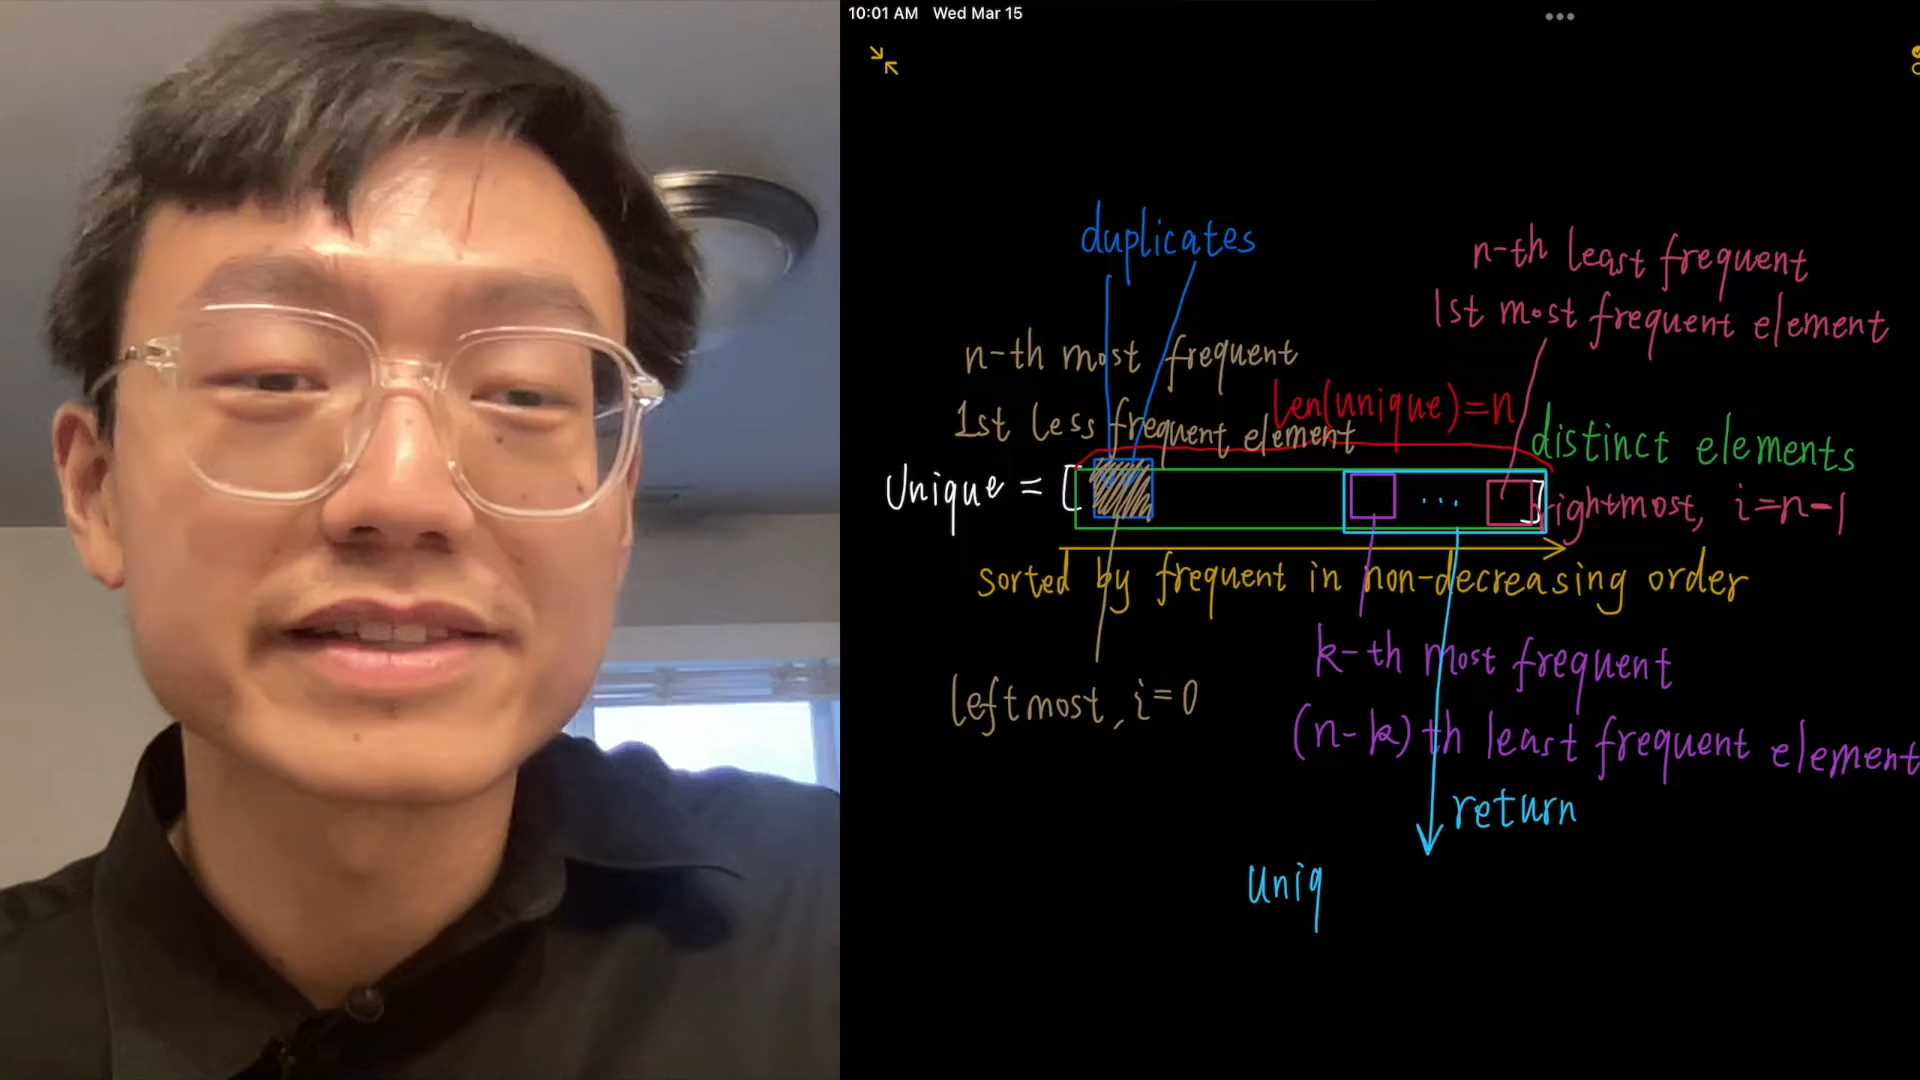 10:01 AM Wed Mar 15
duplicates
n-th least frequent
1st most frequent element
n-th most frequent
len(unique)=n
1st less frequent element
distinct elements
Unique = [ ... ]
rightmost, i=n-1
sorted by frequent in non-decreasing order
k-th most frequent
leftmost, i=0
(n-k)th least frequent element
return
Uniq